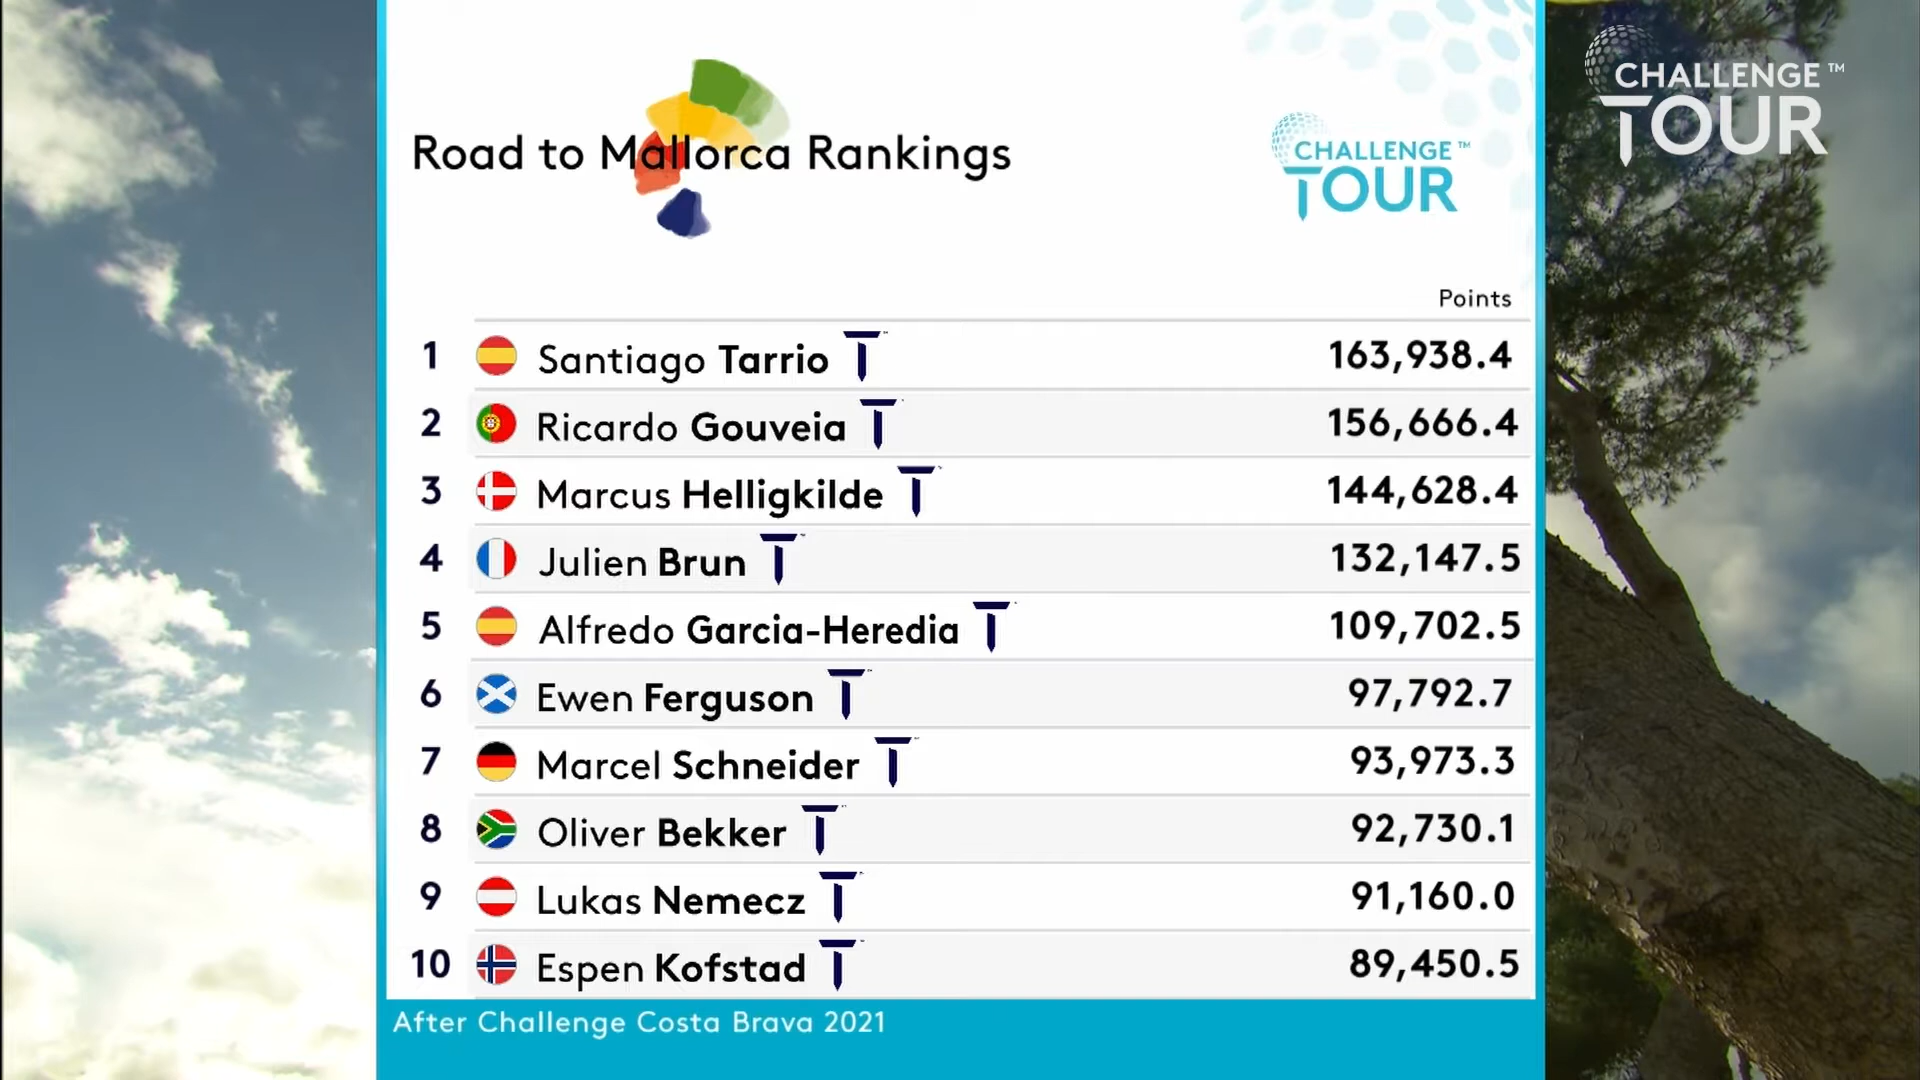 Road to Mallorca Rankings
CHALLENGE™
TOUR
CHALLENGE™
TOUR
Points
1 Santiago Tarrio 163,938.4
2 Ricardo Gouveia 156,666.4
3 Marcus Helligkilde 144,628.4
4 Julien Brun 132,147.5
5 Alfredo Garcia-Heredia 109,702.5
6 Ewen Ferguson 97,792.7
7 Marcel Schneider 93,973.3
8 Oliver Bekker 92,730.1
9 Lukas Nemecz 91,160.0
10 Espen Kofstad 89,450.5
After Challenge Costa Brava 2021